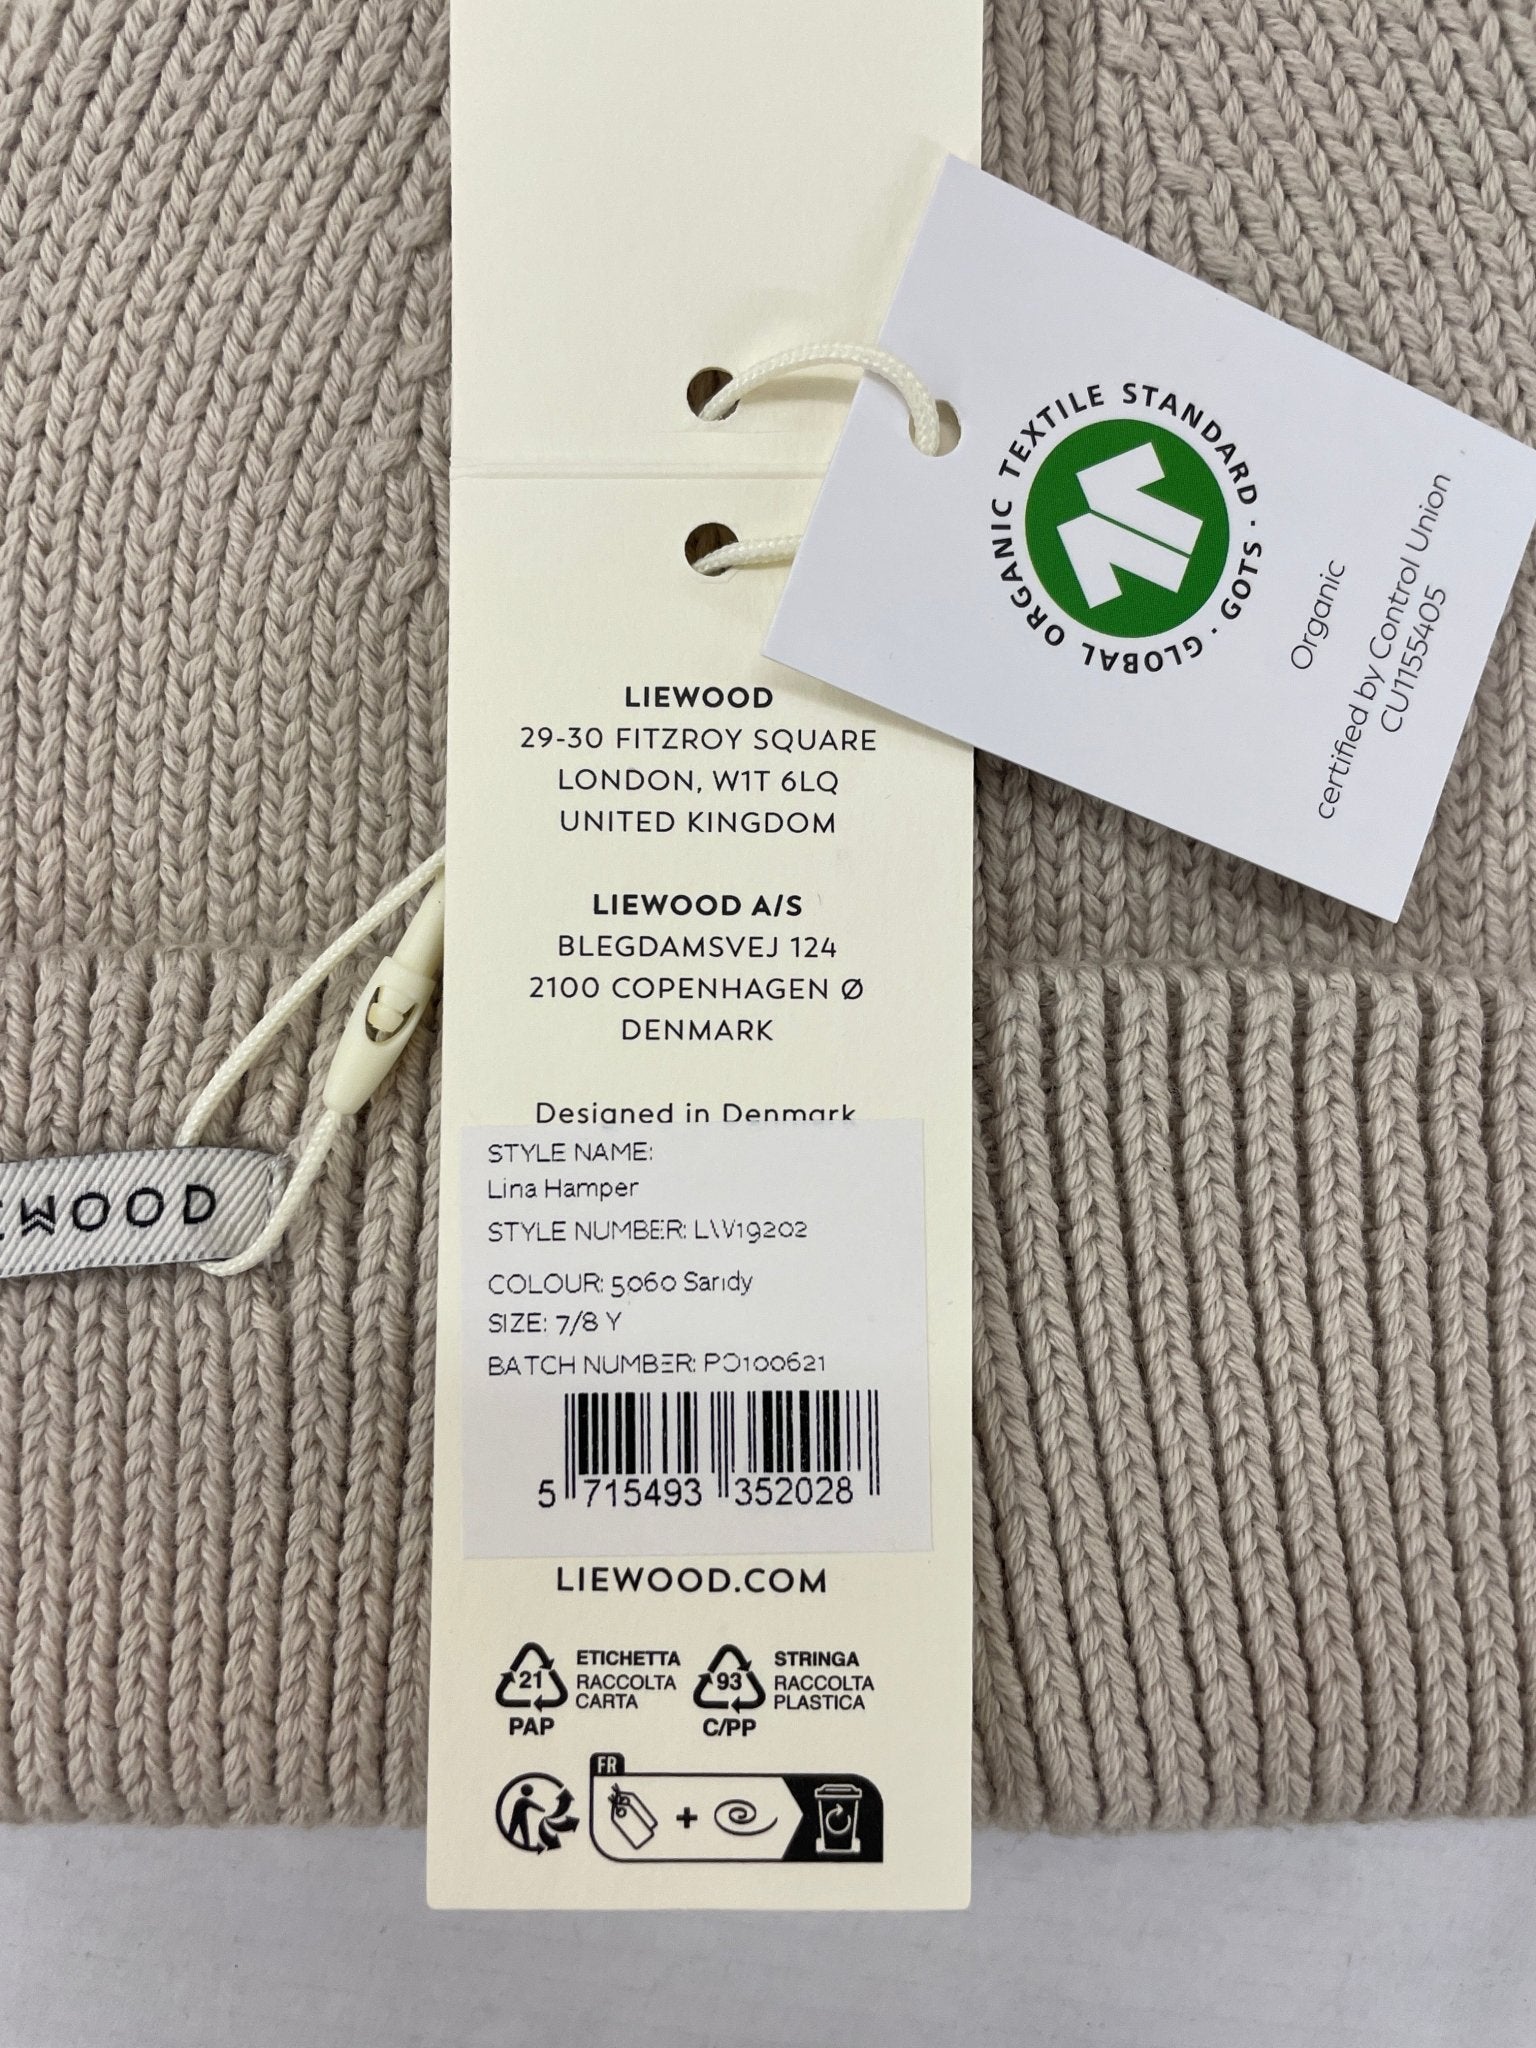 GLOBAL ORGANIC TEXTILE STANDARD · GOTS ·
Organic
certified by Control Union
CU1155405
LIEWOOD
29-30 FITZROY SQUARE
LONDON, W1T 6LQ
UNITED KINGDOM
LIEWOOD A/S
BLEGDAMSVEJ 124
2100 COPENHAGEN Ø
DENMARK
Designed in Denmark
EWOOD
STYLE NAME:
Lina Hamper
STYLE NUMBER: LW19202
COLOUR: 5060 Sandy
SIZE: 7/8 Y
BATCH NUMBER: PO100621
5 715493 352028
LIEWOOD.COM
21
PAP
ETICHETTA
RACCOLTA
CARTA
93
C/PP
STRINGA
RACCOLTA
PLASTICA
FR
+